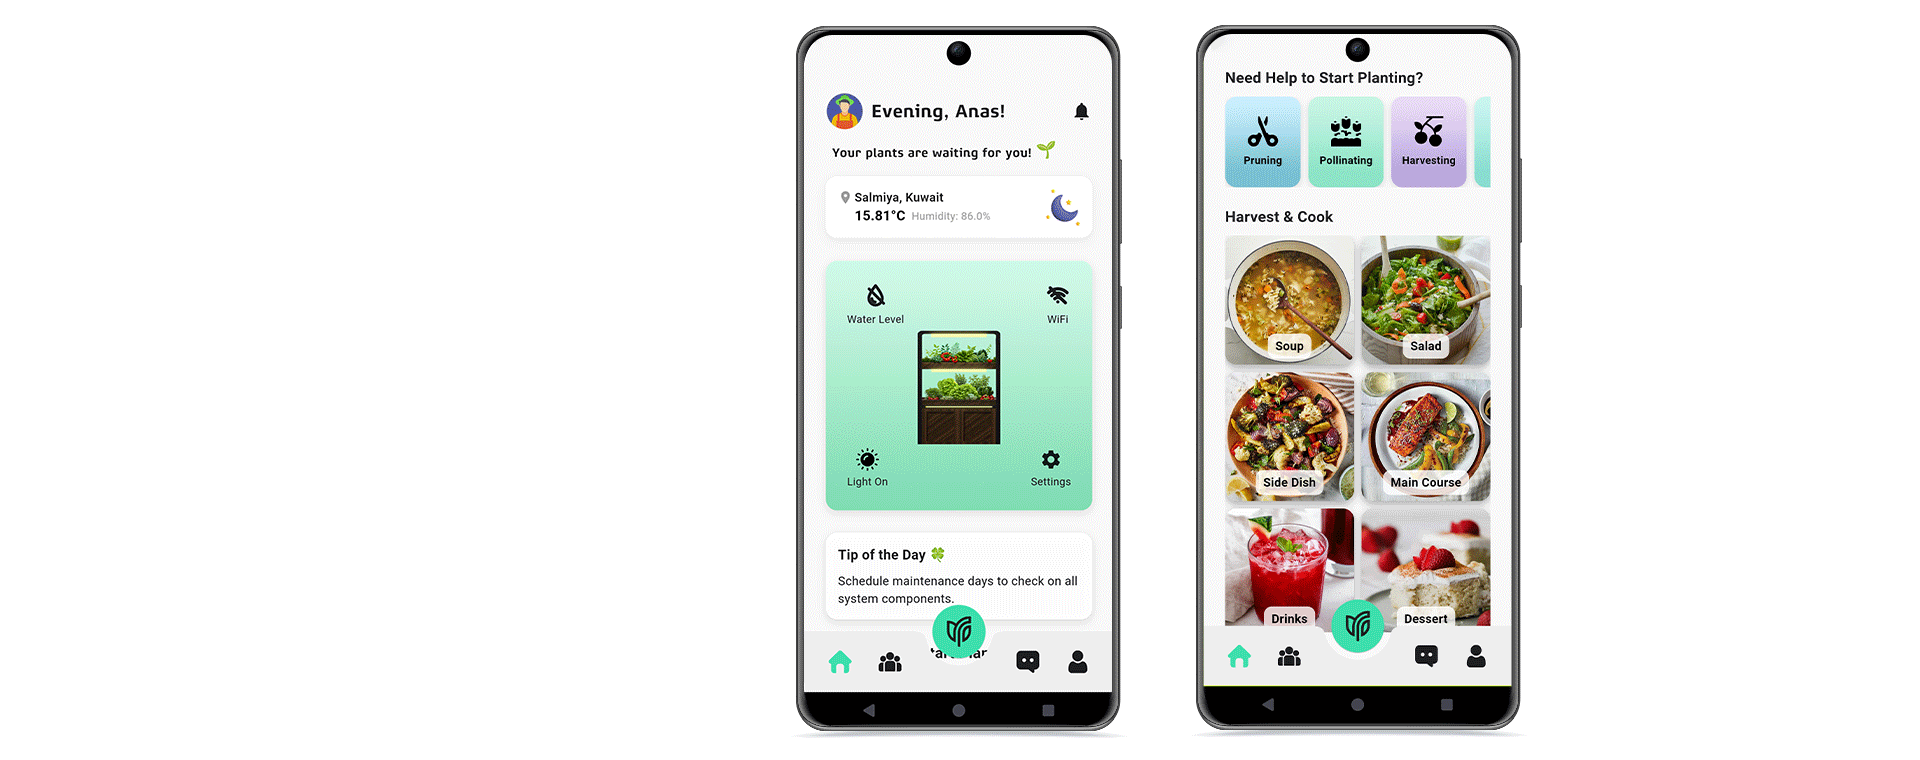 Evening, Anas!
Your plants are waiting for you!
Salmiya, Kuwait
15.81°C Humidity: 86.0%
Water Level
WiFi
Light On
Settings
Tip of the Day
Schedule maintenance days to check on all
system components.
Need Help to Start Planting?
Pruning
Pollinating
Harvesting
Harvest & Cook
Soup
Salad
Side Dish
Main Course
Drinks
Dessert